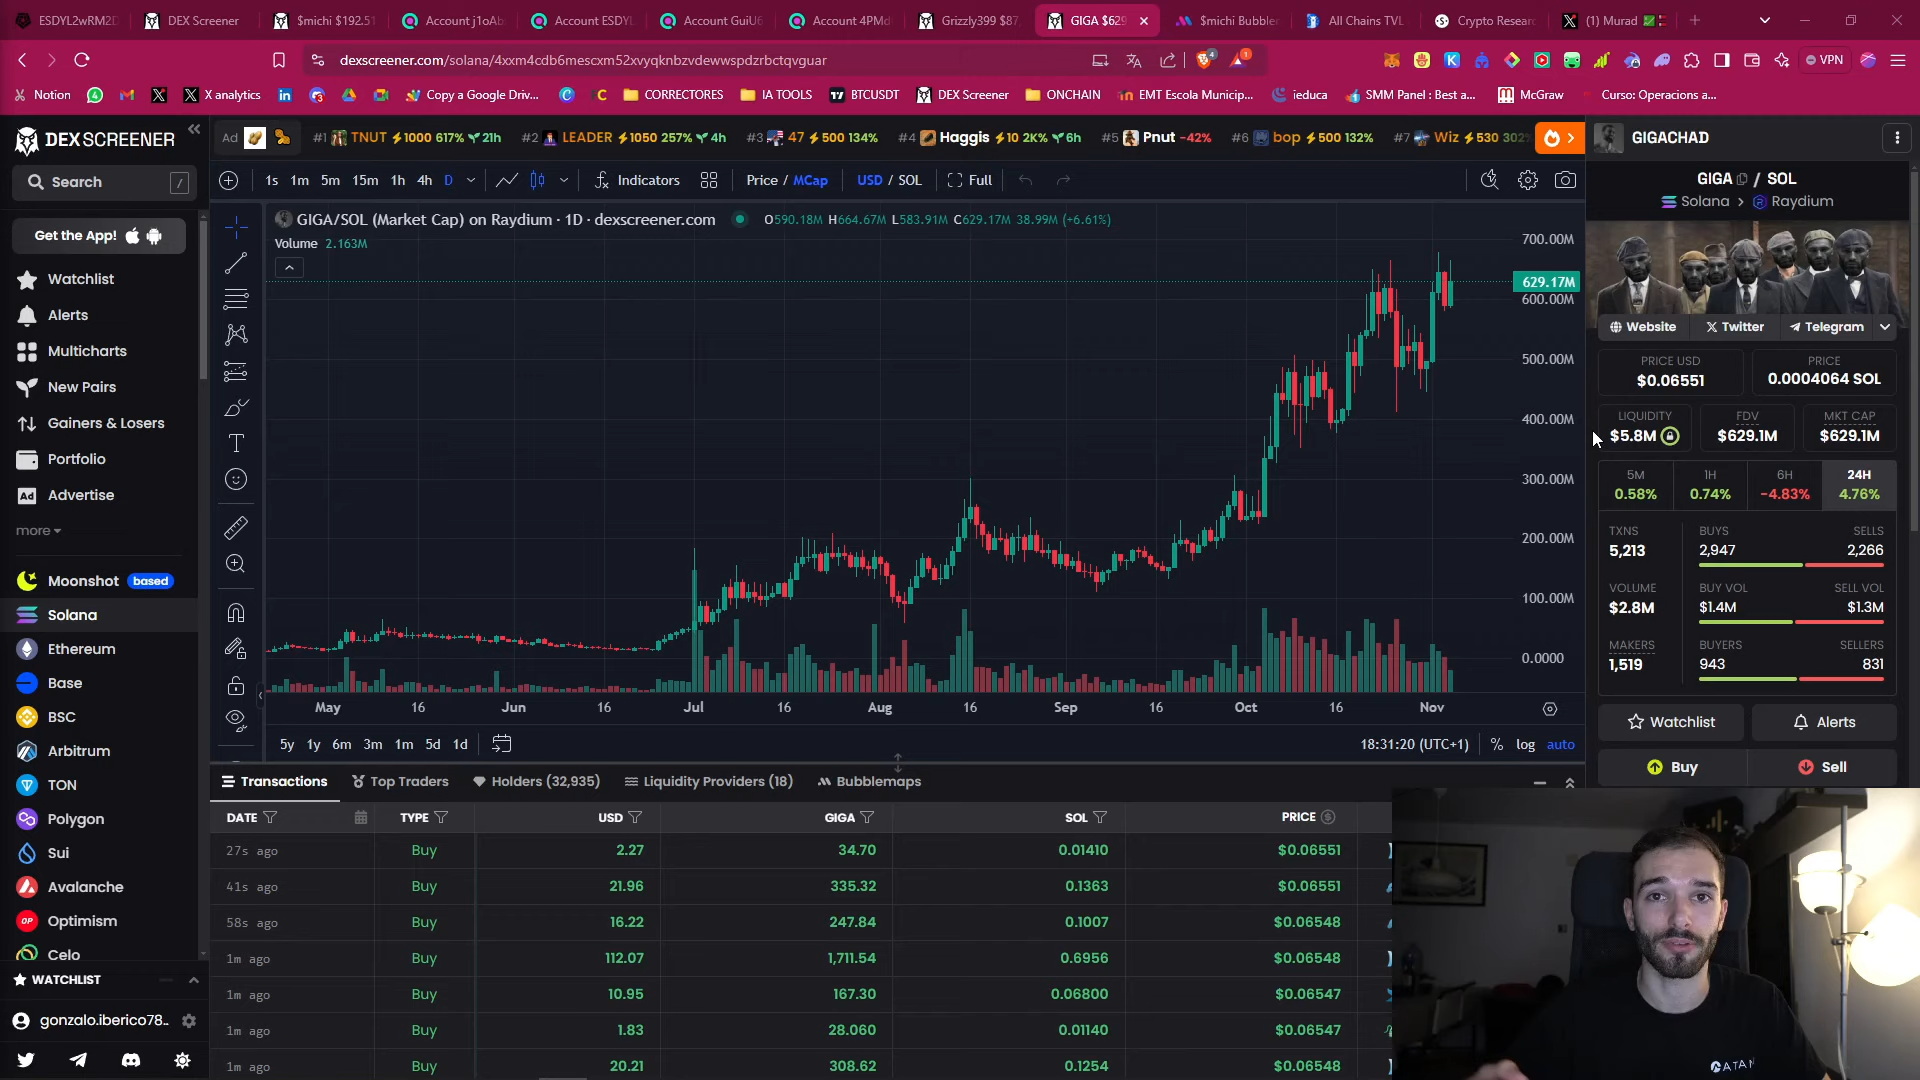 ESDYL2wRM2D
DEX Screener
$michi $192.51
Account j1oAb
Account ESDYL
Account GuiU6
Account 4PMd
Grizzly399 $87
GIGA $629
$michi Bubble
All Chains TVL
Crypto Resear
(1) Murad
dexscreener.com/solana/4xxm4cdb6mescxm52xvyqknbzvdewwspdzrbctqvguar
4
1
VPN
Notion
X analytics
Copy a Google Driv...
CORRECTORES
IA TOOLS
BTCUSDT
DEX Screener
ONCHAIN
EMT Escola Municip...
ieduca
SMM Panel : Best a...
McGraw
Curso: Operacions a...
DEX SCREENER
Ad
#1 TNUT 1000 617% 21h
#2 LEADER 1050 257% 4h
#3 47 500 134%
#4 Haggis 10 2K% 6h
#5 Pnut -42%
#6 bop 500 132%
#7 Wiz 530 302%
GIGACHAD
Search /
Get the App!
Watchlist
Alerts
Multicharts
New Pairs
Gainers & Losers
Portfolio
Ad Advertise
more
Moonshot based
Solana
Ethereum
Base
BSC
Arbitrum
TON
Polygon
Sui
Avalanche
OP Optimism
Celo
WATCHLIST
gonzalo.iberico78...
1s 1m 5m 15m 1h 4h D
Indicators
Price / MCap
USD / SOL
Full
GIGA/SOL (Market Cap) on Raydium · 1D · dexscreener.com
O590.18M H664.67M L583.91M C629.17M 38.99M (+6.61%)
Volume 2.163M
700.00M
629.17M
600.00M
500.00M
400.00M
300.00M
200.00M
100.00M
0.0000
May 16 Jun 16 Jul 16 Aug 16 Sep 16 Oct 16 Nov
5y 1y 6m 3m 1m 5d 1d
18:31:20 (UTC+1) % log auto
Transactions
Top Traders
Holders (32,935)
Liquidity Providers (18)
Bubblemaps
DATE TYPE USD GIGA SOL PRICE
27s ago Buy 2.27 34.70 0.01410 $0.06551
41s ago Buy 21.96 335.32 0.1363 $0.06551
58s ago Buy 16.22 247.84 0.1007 $0.06548
1m ago Buy 112.07 1,711.54 0.6956 $0.06548
1m ago Buy 10.95 167.30 0.06800 $0.06547
1m ago Buy 1.83 28.060 0.01140 $0.06547
1m ago Buy 20.21 308.62 0.1254 $0.06548
GIGA / SOL
Solana > Raydium
Website
Twitter
Telegram
PRICE USD
$0.06551
PRICE
0.0004064 SOL
LIQUIDITY
$5.8M
FDV
$629.1M
MKT CAP
$629.1M
5M
0.58%
1H
0.74%
6H
-4.83%
24H
4.76%
TXNS
5,213
BUYS
2,947
SELLS
2,266
VOLUME
$2.8M
BUY VOL
$1.4M
SELL VOL
$1.3M
MAKERS
1,519
BUYERS
943
SELLERS
831
Watchlist
Alerts
Buy
Sell
ATAN